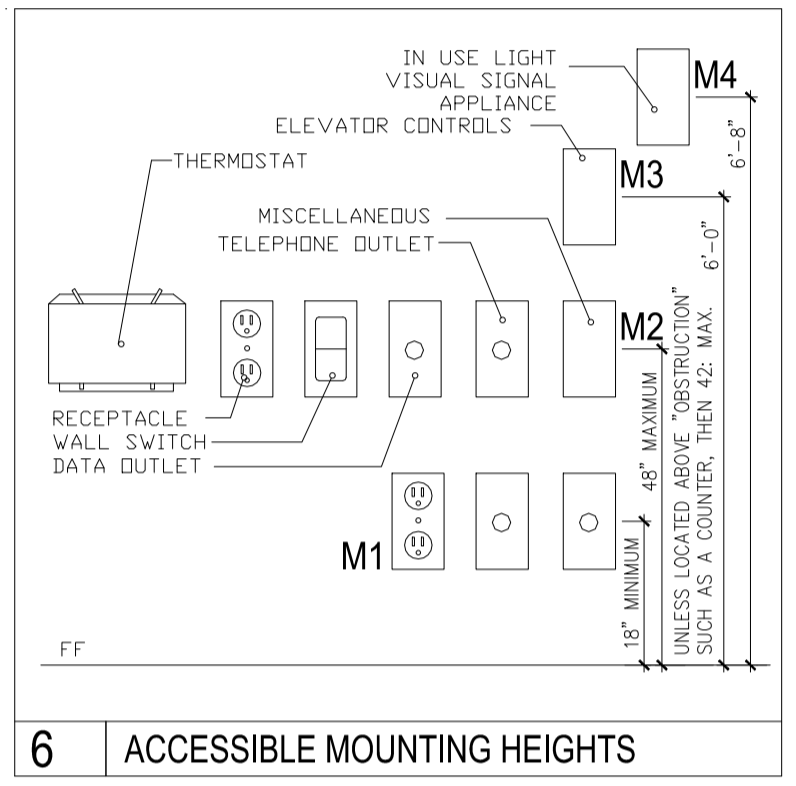 IN USE LIGHT
VISUAL SIGNAL
APPLIANCE
M4
ELEVATOR CONTROLS
M3
THERMOSTAT
MISCELLANEOUS
TELEPHONE OUTLET
M2
RECEPTACLE
WALL SWITCH
DATA OUTLET
M1
18" MINIMUM
48" MAXIMUM
UNLESS LOCATED ABOVE "OBSTRUCTION"
SUCH AS A COUNTER, THEN 42: MAX.
6'-0"
6'-8"
FF
6
ACCESSIBLE MOUNTING HEIGHTS